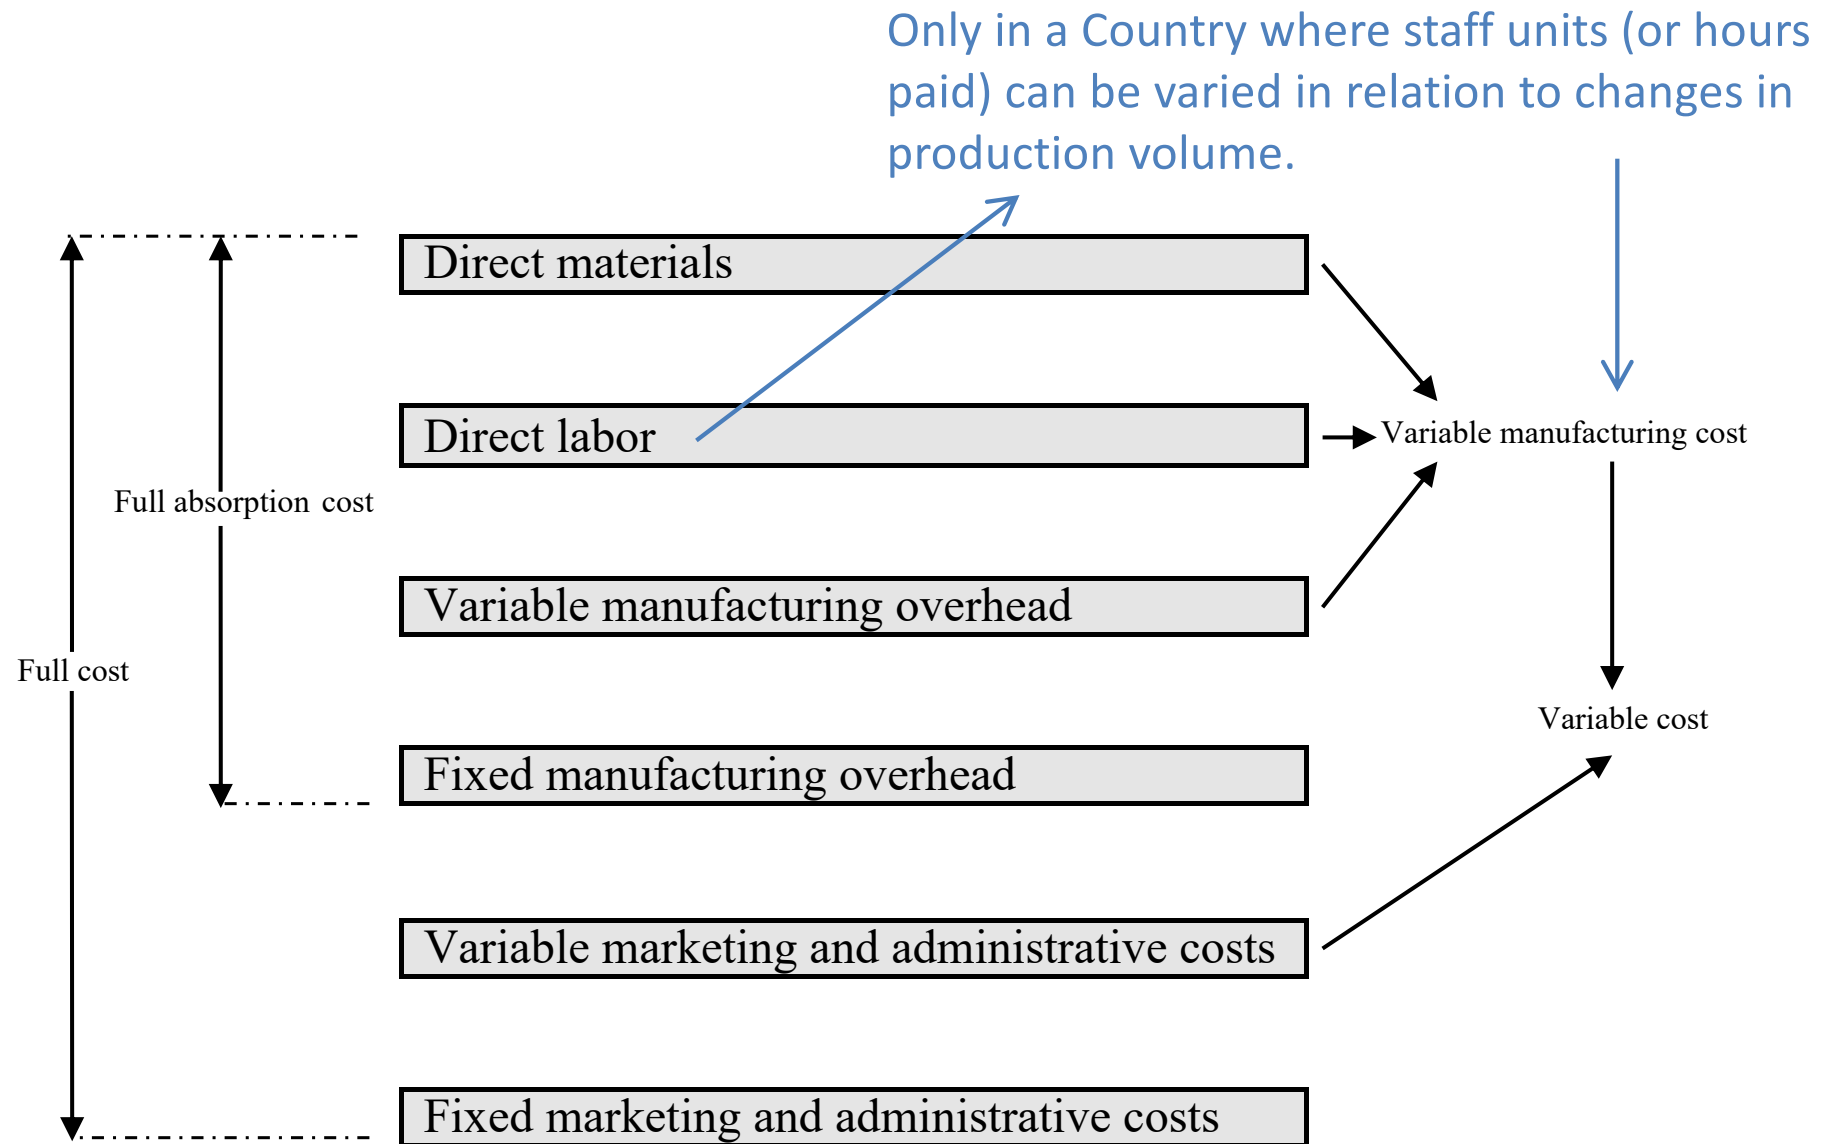 Only in a Country where staff units (or hours
paid) can be varied in relation to changes in
production volume.
Direct materials
Direct labor
Variable manufacturing cost
Full absorption cost
Variable manufacturing overhead
Full cost
Variable cost
Fixed manufacturing overhead
Variable marketing and administrative costs
Fixed marketing and administrative costs